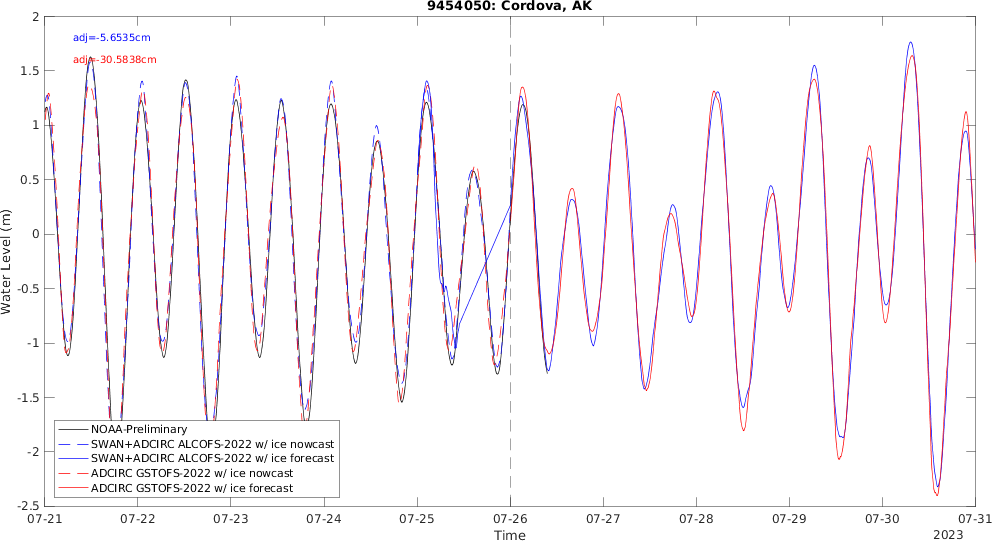 9454050: Cordova, AK
adj=-5.6535cm
adj=-30.5838cm
2
1.5
1
0.5
0
-0.5
-1
-1.5
-2
-2.5
Water Level (m)
NOAA-Preliminary
SWAN+ADCIRC ALCOFS-2022 w/ ice nowcast
SWAN+ADCIRC ALCOFS-2022 w/ ice forecast
ADCIRC GSTOFS-2022 w/ ice nowcast
ADCIRC GSTOFS-2022 w/ ice forecast
07-21 07-22 07-23 07-24 07-25 07-26 07-27 07-28 07-29 07-30 07-31
Time
2023